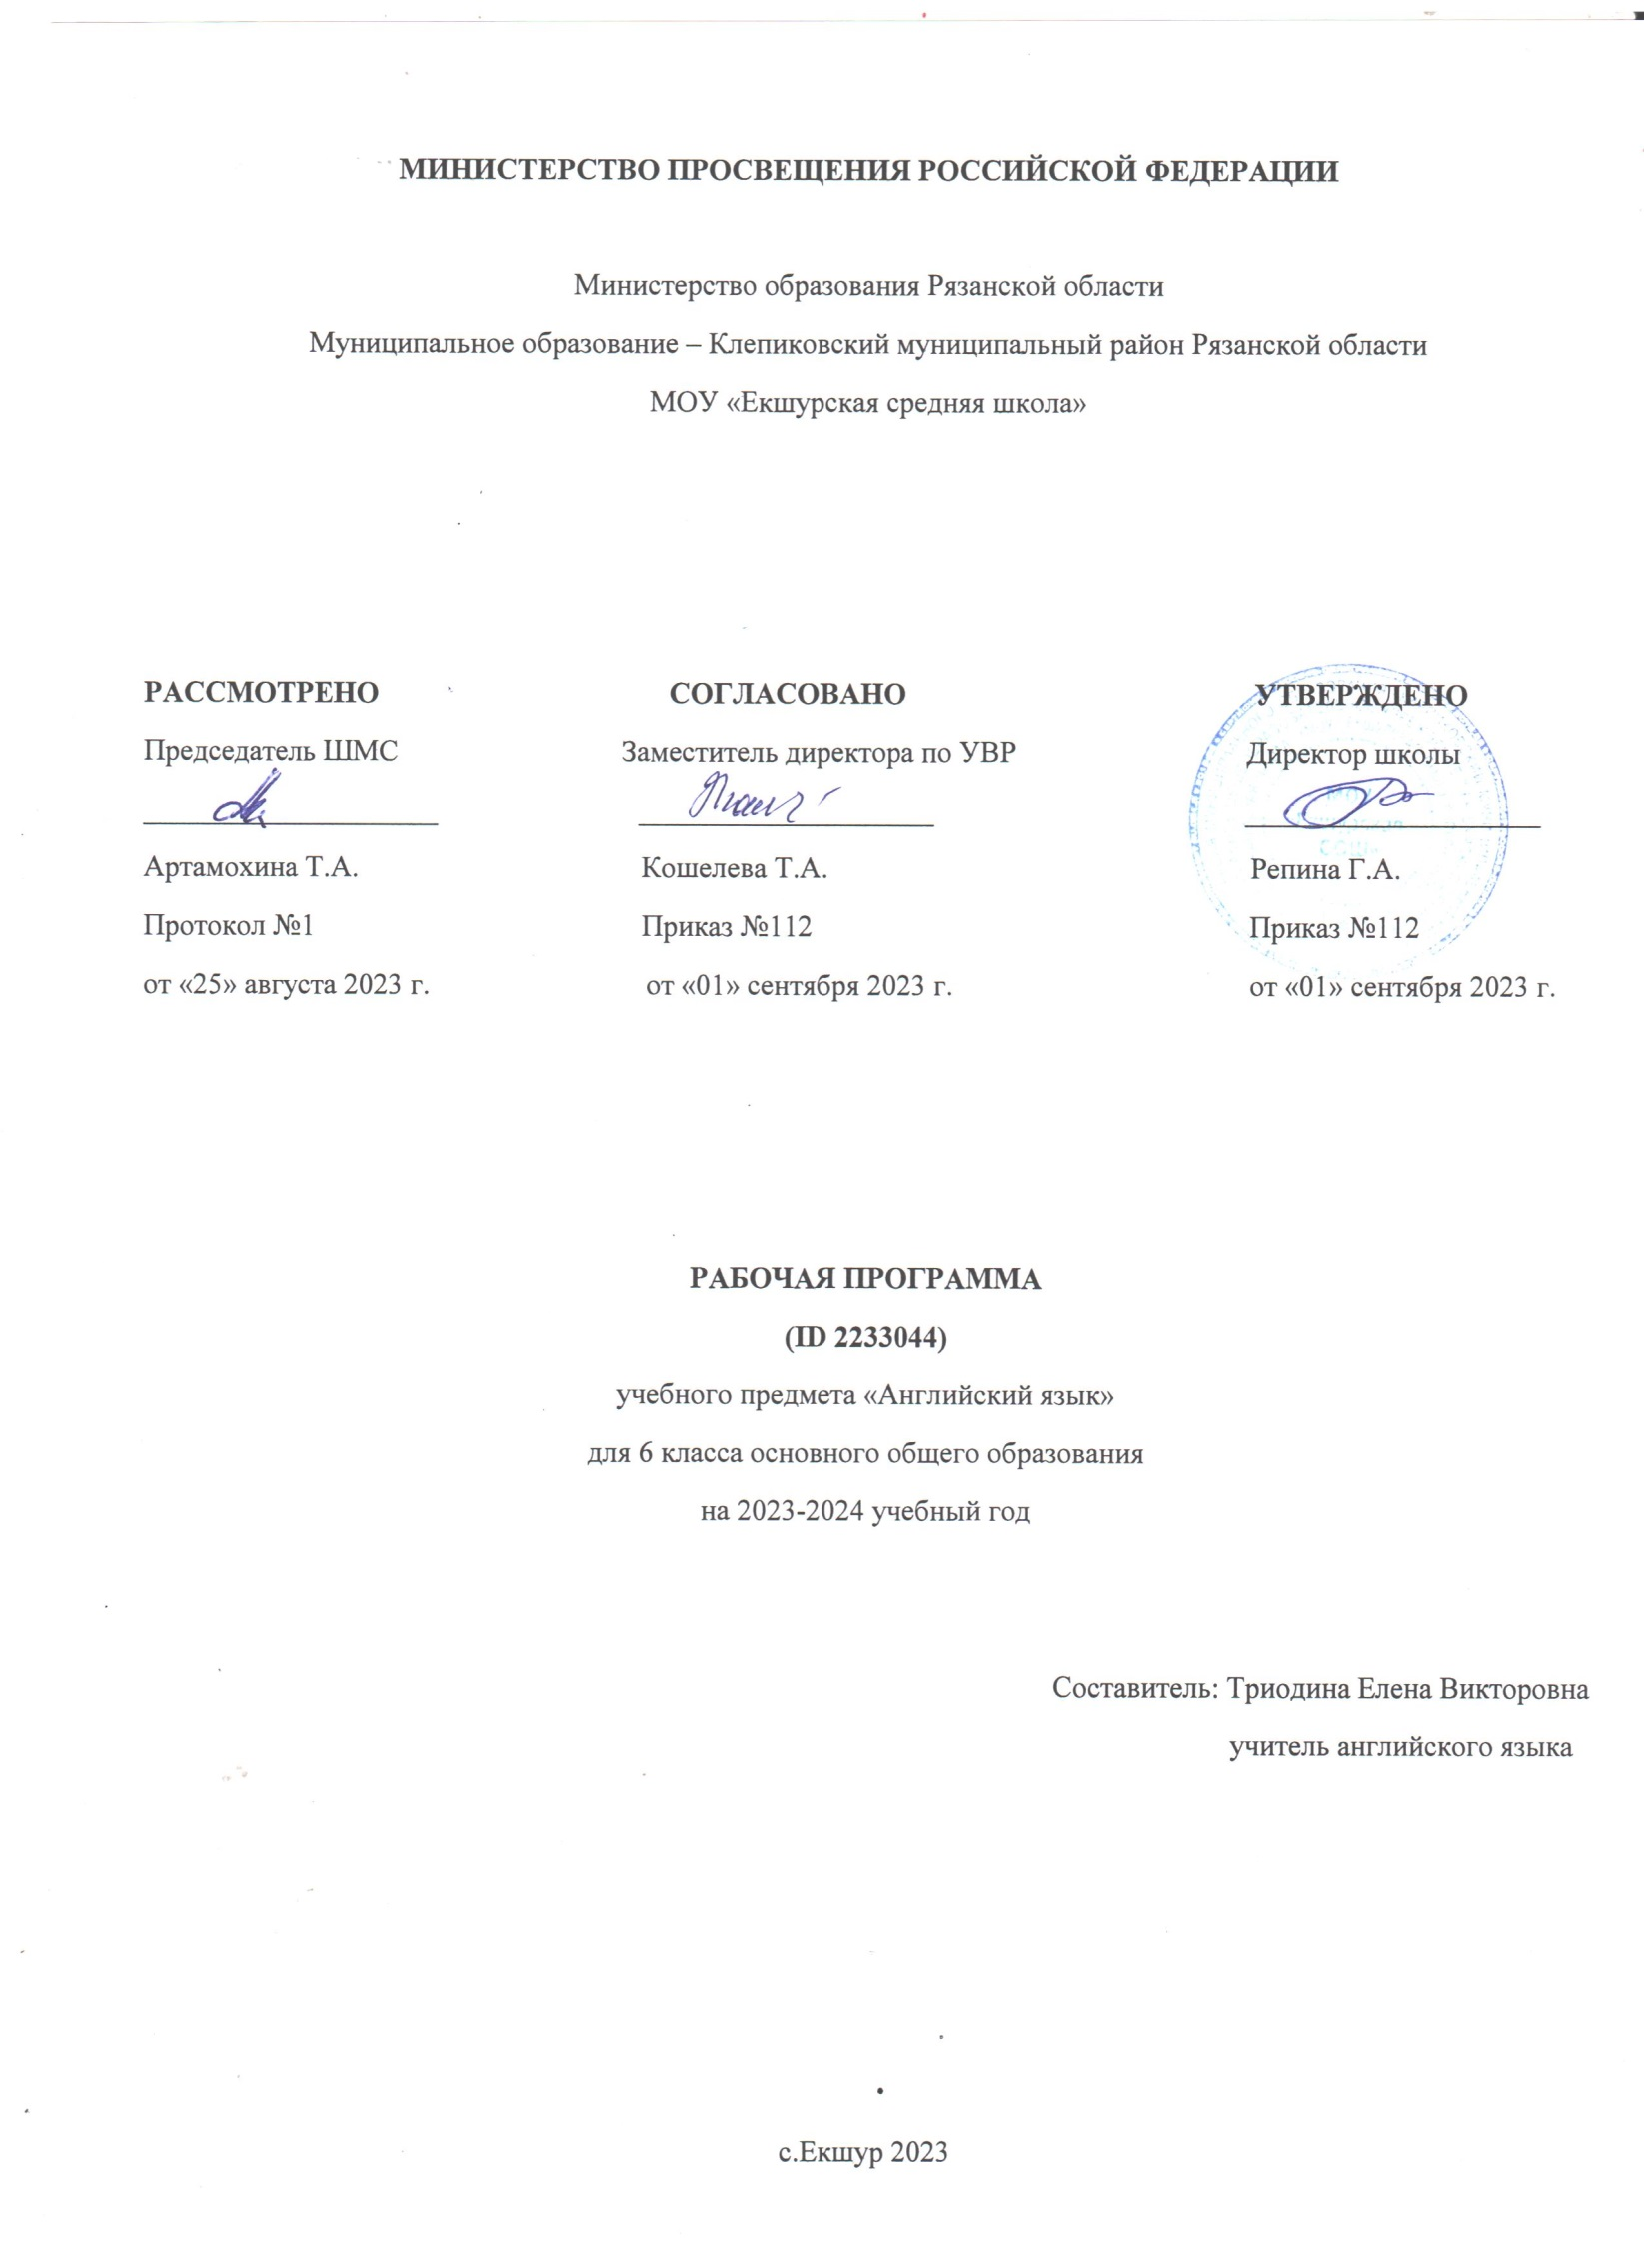 МИНИСТЕРСТВО ПРОСВЕЩЕНИЯ РОССИЙСКОЙ ФЕДЕРАЦИИ
Министерство образования Рязанской области
Муниципальное образование – Клепиковский муниципальный район Рязанской области
МОУ «Екшурская средняя школа»
РАССМОТРЕНО
Председатель ШМС
Артамохина Т.А.
Протокол №1
от «25» августа 2023 г.
СОГЛАСОВАНО
Заместитель директора по УВР
Кошелева Т.А.
Приказ №112
от «01» сентября 2023 г.
УТВЕРЖДЕНО
Директор школы
Репина Г.А.
Приказ №112
от «01» сентября 2023 г.
РАБОЧАЯ ПРОГРАММА
(ID 2233044)
учебного предмета «Английский язык»
для 6 класса основного общего образования
на 2023-2024 учебный год
Составитель: Триодина Елена Викторовна
учитель английского языка
с.Екшур 2023